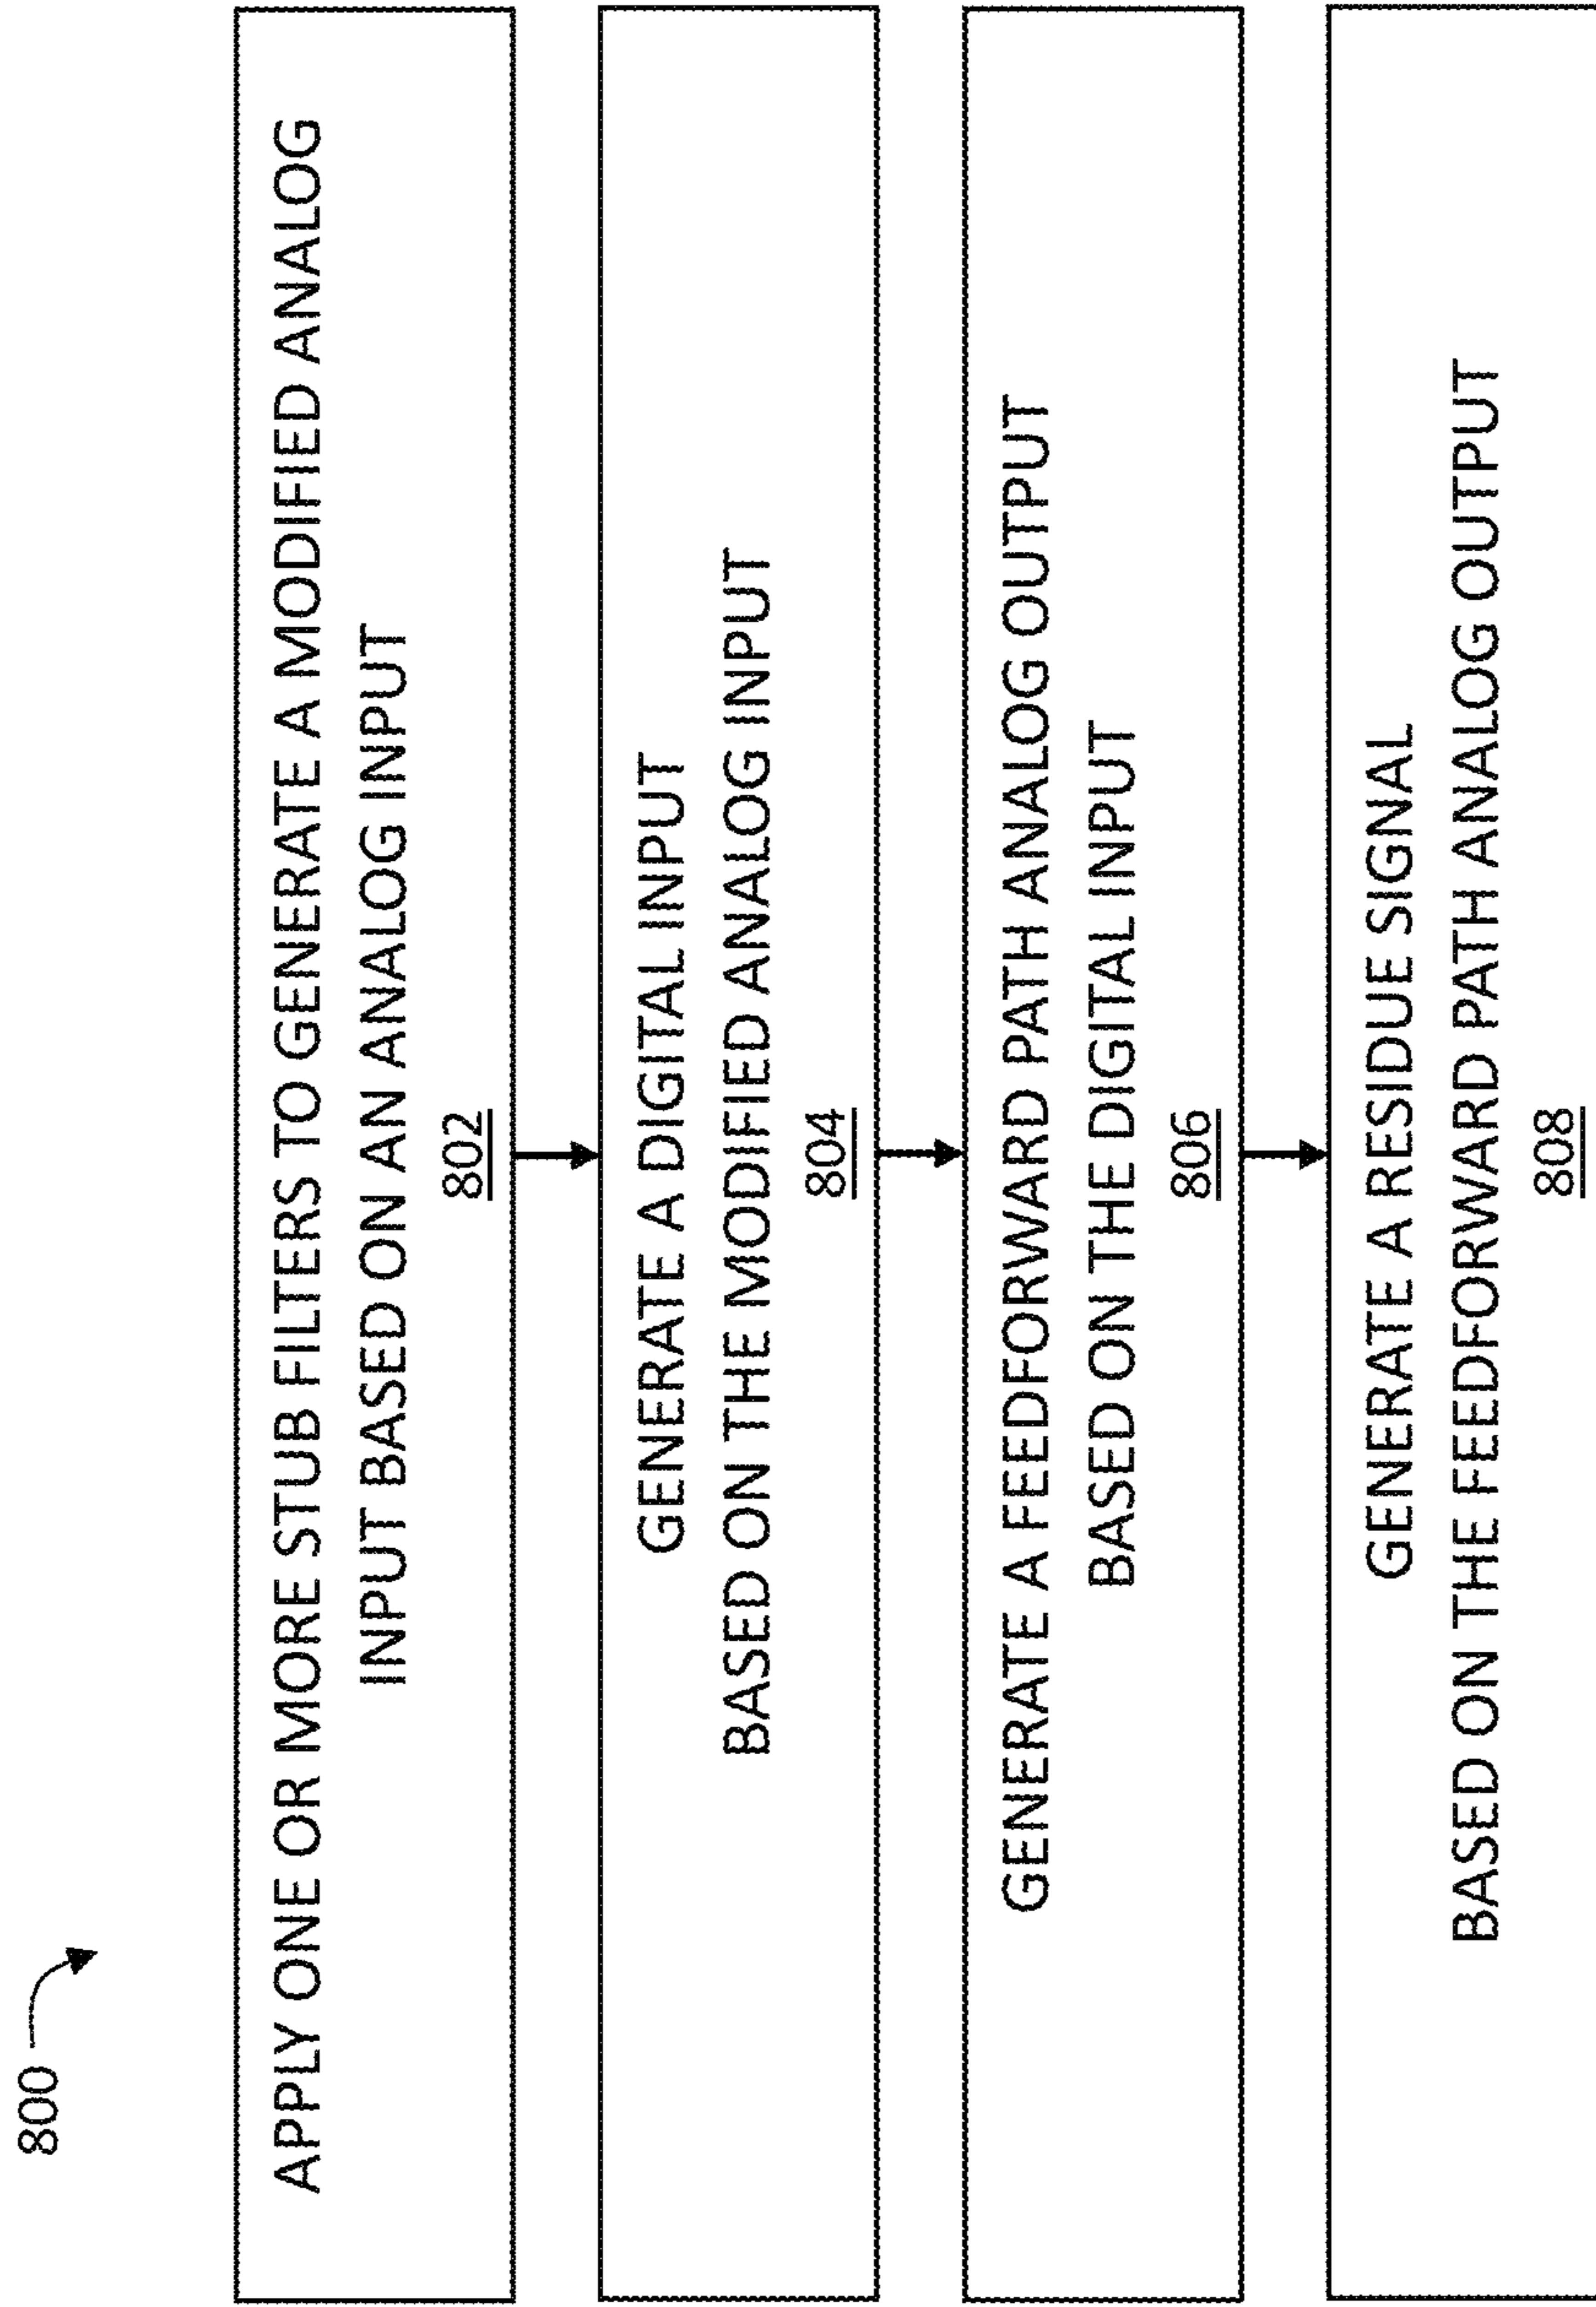 800
APPLY ONE OR MORE STUB FILTERS TO GENERATE A MODIFIED ANALOG
INPUT BASED ON AN ANALOG INPUT
802
GENERATE A DIGITAL INPUT
BASED ON THE MODIFIED ANALOG INPUT
804
GENERATE A FEEDFORWARD PATH ANALOG OUTPUT
BASED ON THE DIGITAL INPUT
806
GENERATE A RESIDUE SIGNAL
BASED ON THE FEEDFORWARD PATH ANALOG OUTPUT
808